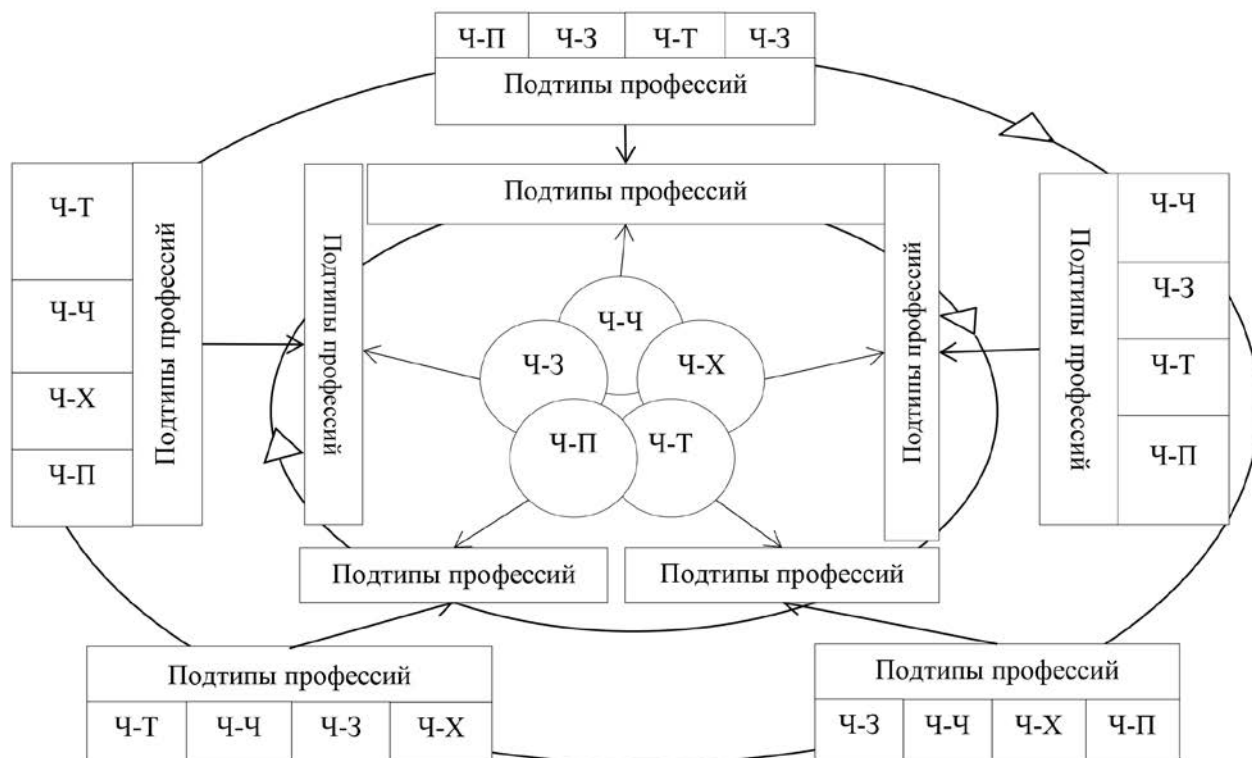 Ч-П Ч-З Ч-Т Ч-З
Подтипы профессий
Подтипы профессий
Ч-Т
Ч-Ч
Ч-Х
Ч-П
Подтипы профессий
Подтипы профессий
Ч-Ч
Ч-З
Ч-Х
Ч-П
Ч-Т
Подтипы профессий
Подтипы профессий
Ч-Ч
Ч-З
Ч-Т
Ч-П
Подтипы профессий
Подтипы профессий
Подтипы профессий
Ч-Т Ч-Ч Ч-З Ч-Х
Подтипы профессий
Ч-З Ч-Ч Ч-Х Ч-П